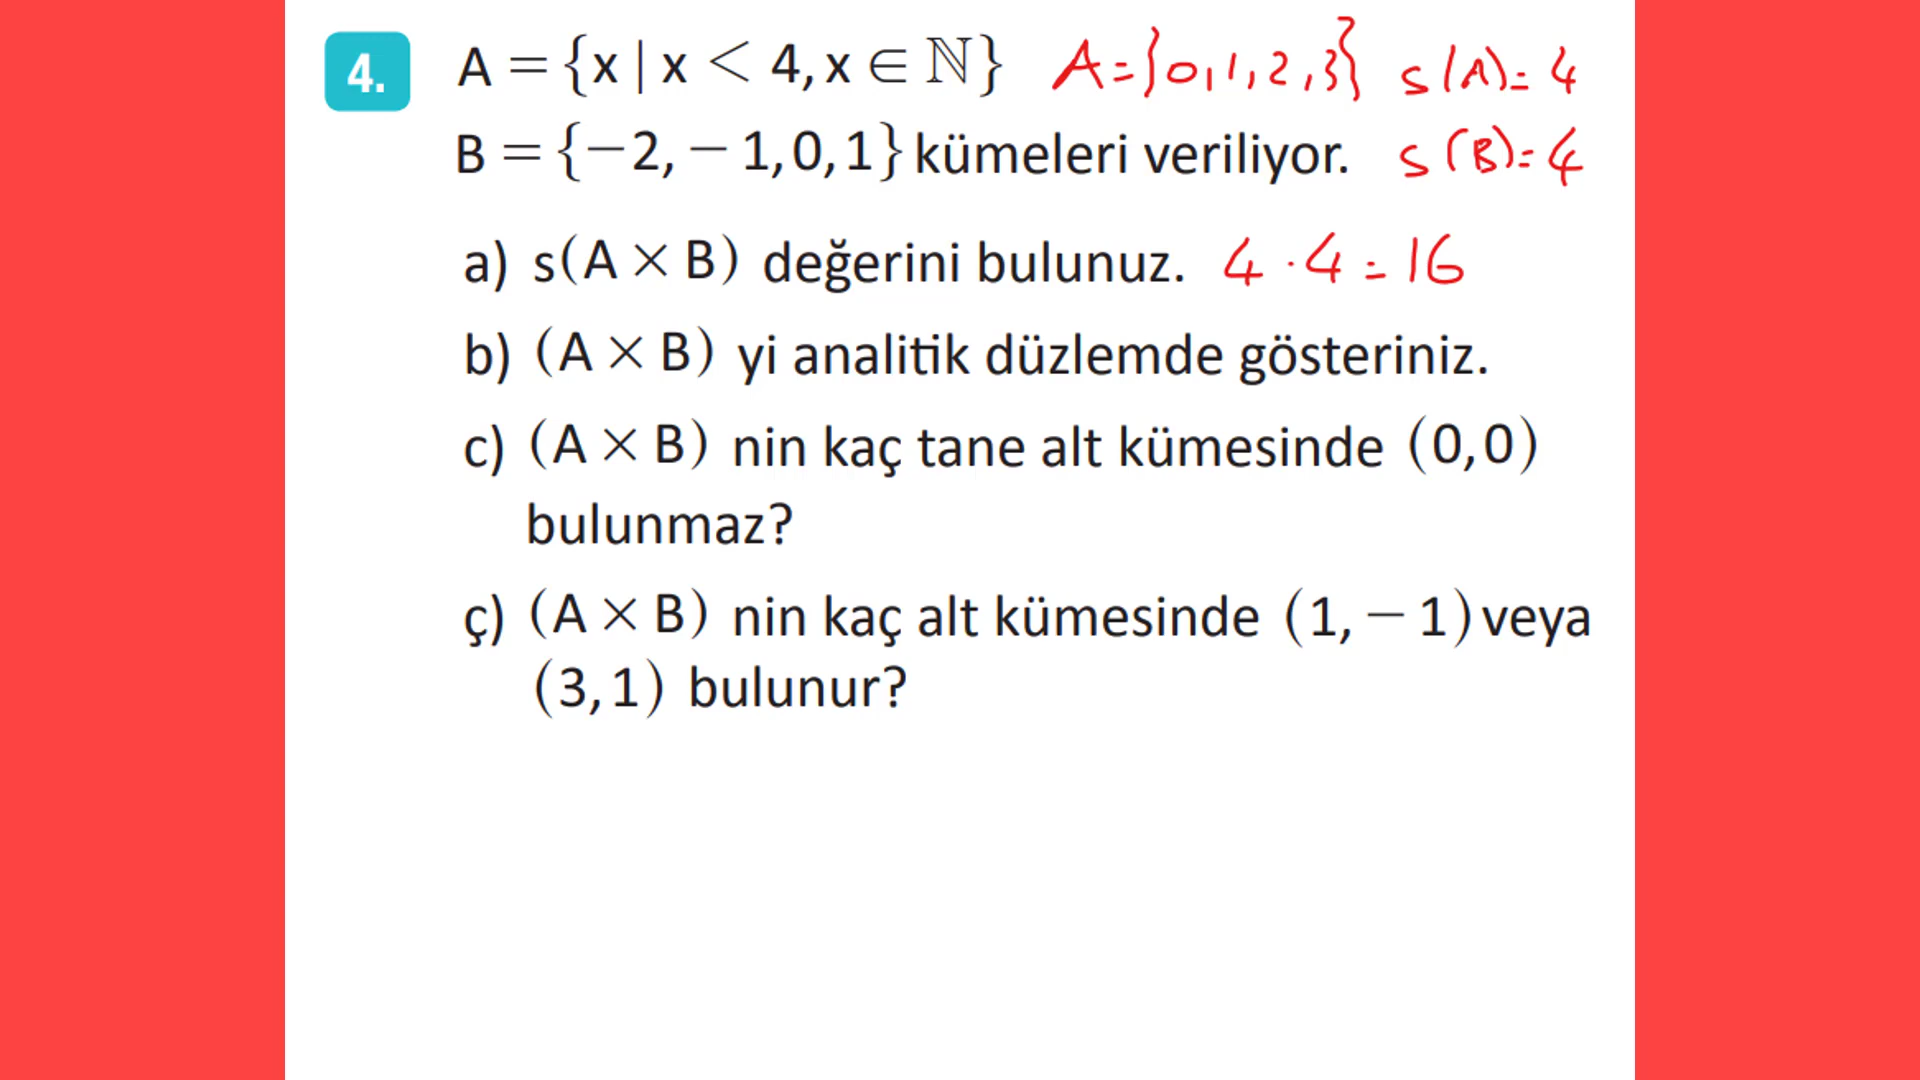 4. A = {x | x < 4, x ∈ ℕ} A = {0, 1, 2, 3} s(A) = 4
B = {−2, −1, 0, 1} kümeleri veriliyor. s(B) = 4
a) s(A × B) değerini bulunuz. 4 · 4 = 16
b) (A × B) yi analitik düzlemde gösteriniz.
c) (A × B) nin kaç tane alt kümesinde (0, 0)
bulunmaz?
ç) (A × B) nin kaç alt kümesinde (1, −1) veya
(3, 1) bulunur?